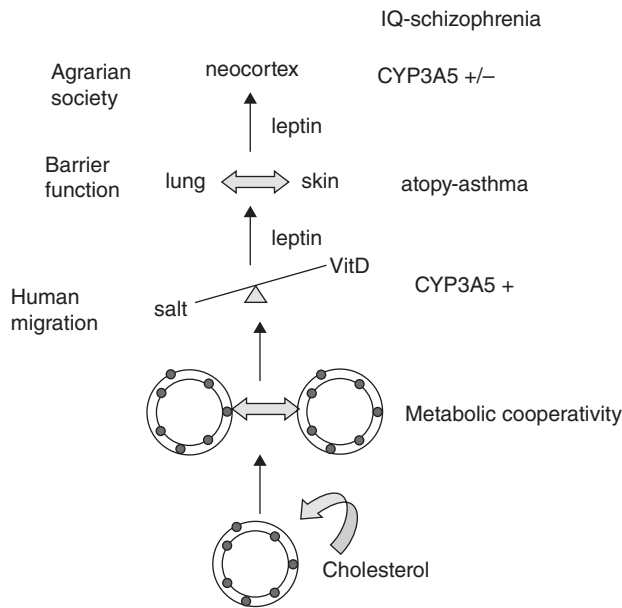 IQ-schizophrenia
Agrarian
society
neocortex
CYP3A5 +/–
leptin
Barrier
function
lung
skin
atopy-asthma
leptin
VitD
salt
CYP3A5 +
Human
migration
Metabolic cooperativity
Cholesterol